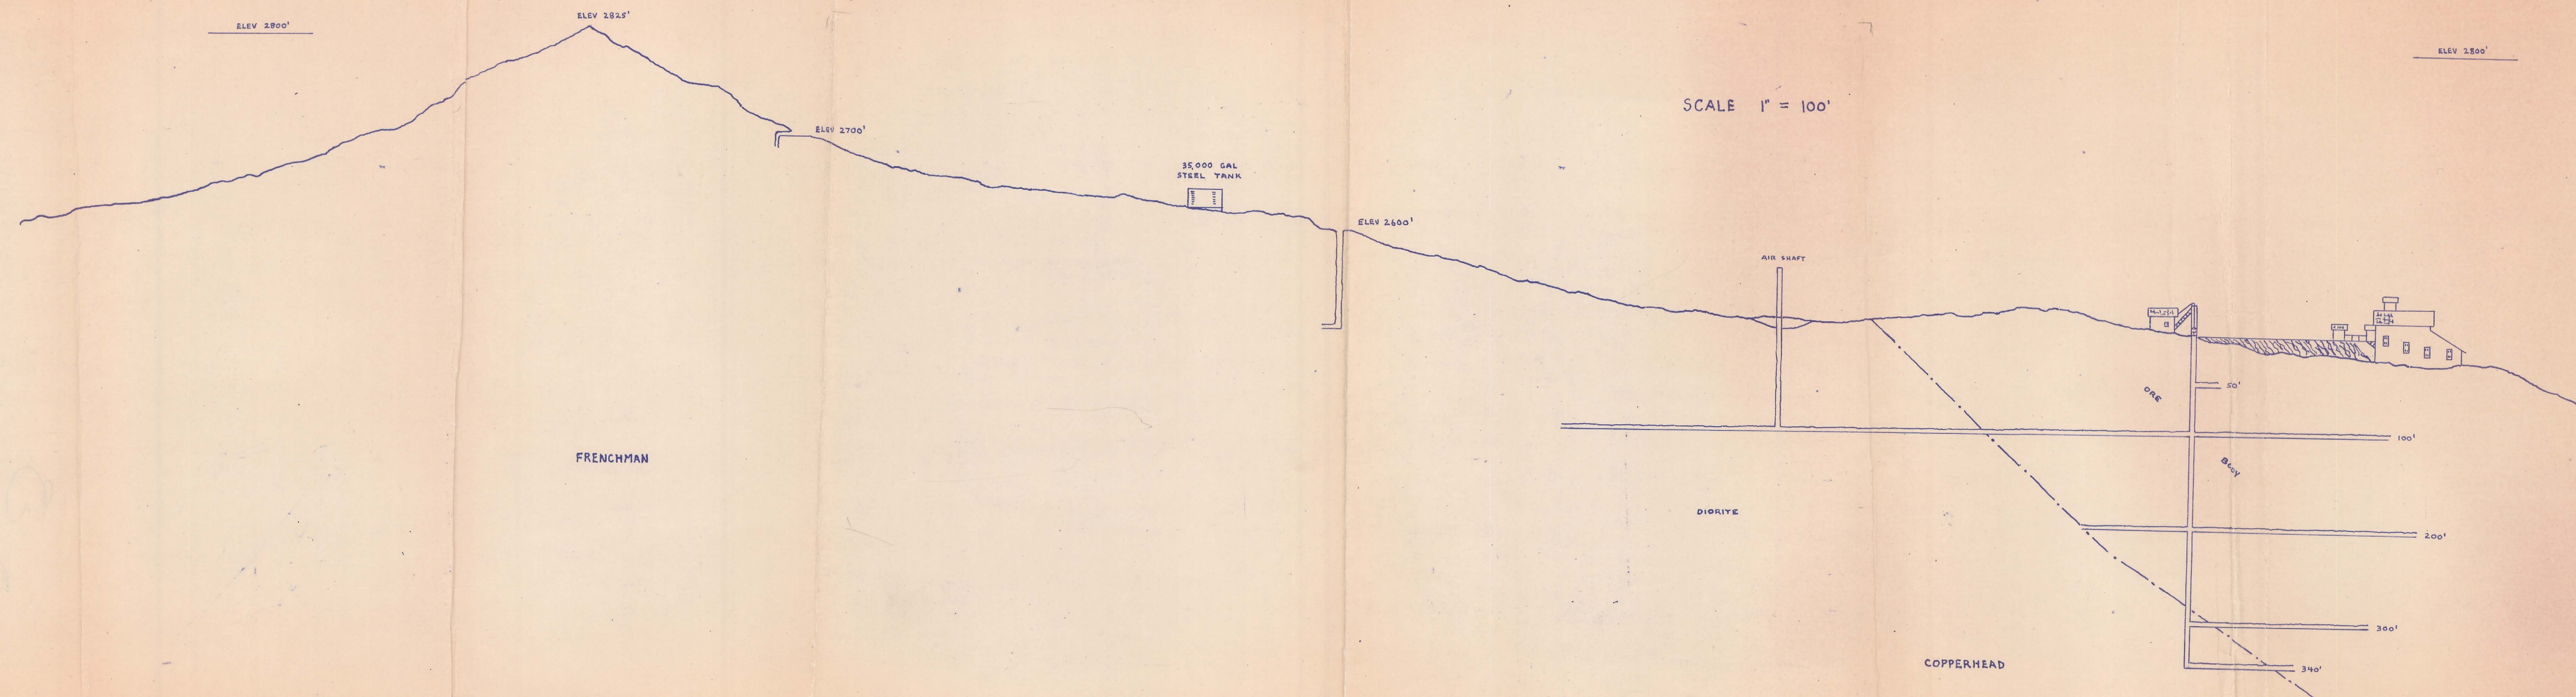 ELEV 2800'
ELEV 2825'
ELEV 2800'
SCALE 1" = 100'
ELEV 2700'
35,000 GAL
STEEL TANK
ELEV 2600'
AIR SHAFT
50'
ORE
100'
BODY
FRENCHMAN
DIORITE
200'
300'
COPPERHEAD
340'